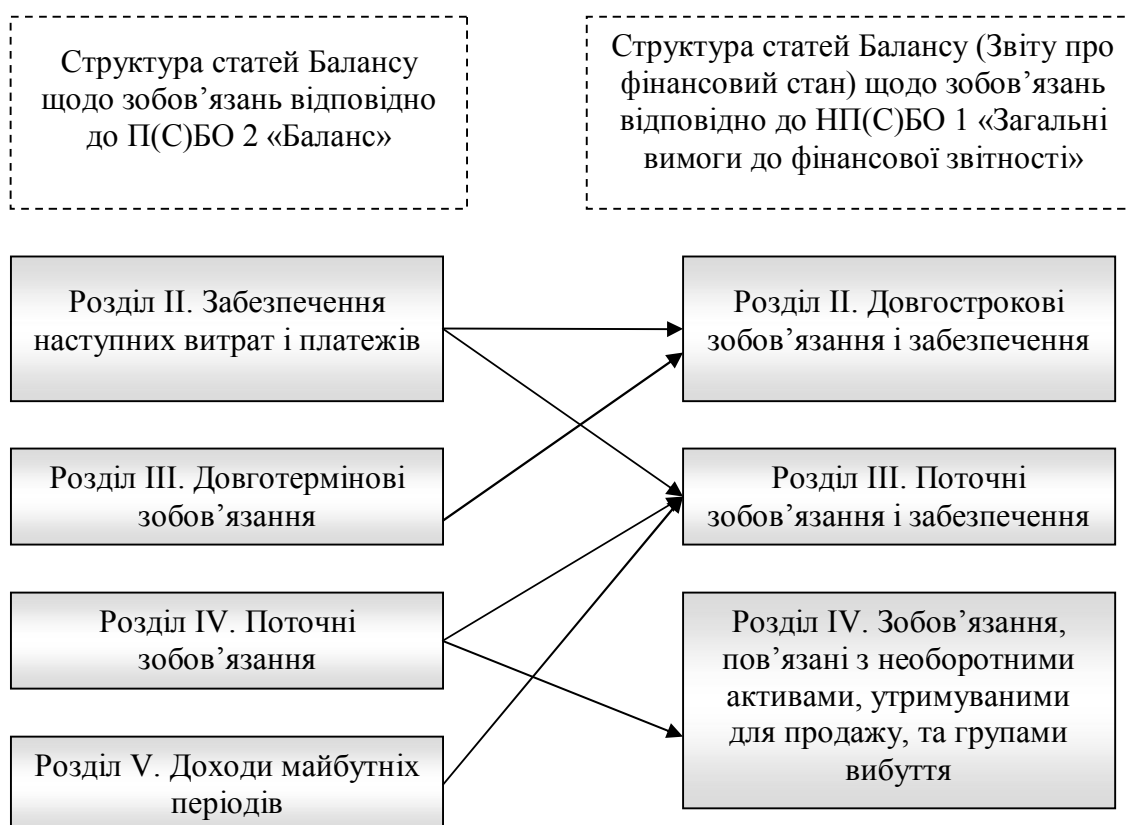 Структура статей Балансу
щодо зобов’язань відповідно
до П(С)БО 2 «Баланс»
Структура статей Балансу (Звіту про
фінансовий стан) щодо зобов’язань
відповідно до НП(С)БО 1 «Загальні
вимоги до фінансової звітності»
Розділ ІІ. Забезпечення
наступних витрат і платежів
Розділ ІІ. Довгострокові
зобов’язання і забезпечення
Розділ ІІІ. Довготермінові
зобов’язання
Розділ ІІІ. Поточні
зобов’язання і забезпечення
Розділ IV. Поточні
зобов’язання
Розділ IV. Зобов’язання,
пов’язані з необоротними
активами, утримуваними
для продажу, та групами
вибуття
Розділ V. Доходи майбутніх
періодів